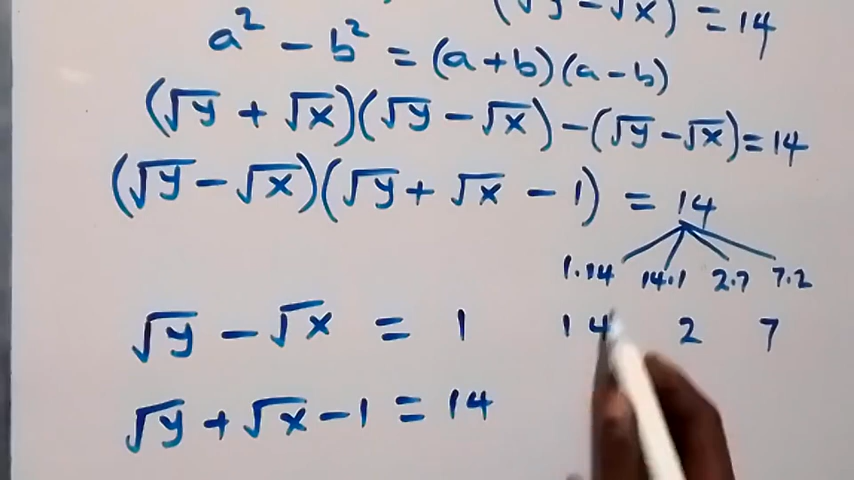 (√y - √x) = 14
a² - b² = (a + b)(a - b)
(√y + √x)(√y - √x) - (√y - √x) = 14
(√y - √x)(√y + √x - 1) = 14
1·14 14·1 2·7 7·2
√y - √x = 1 14 2 7
√y + √x - 1 = 14